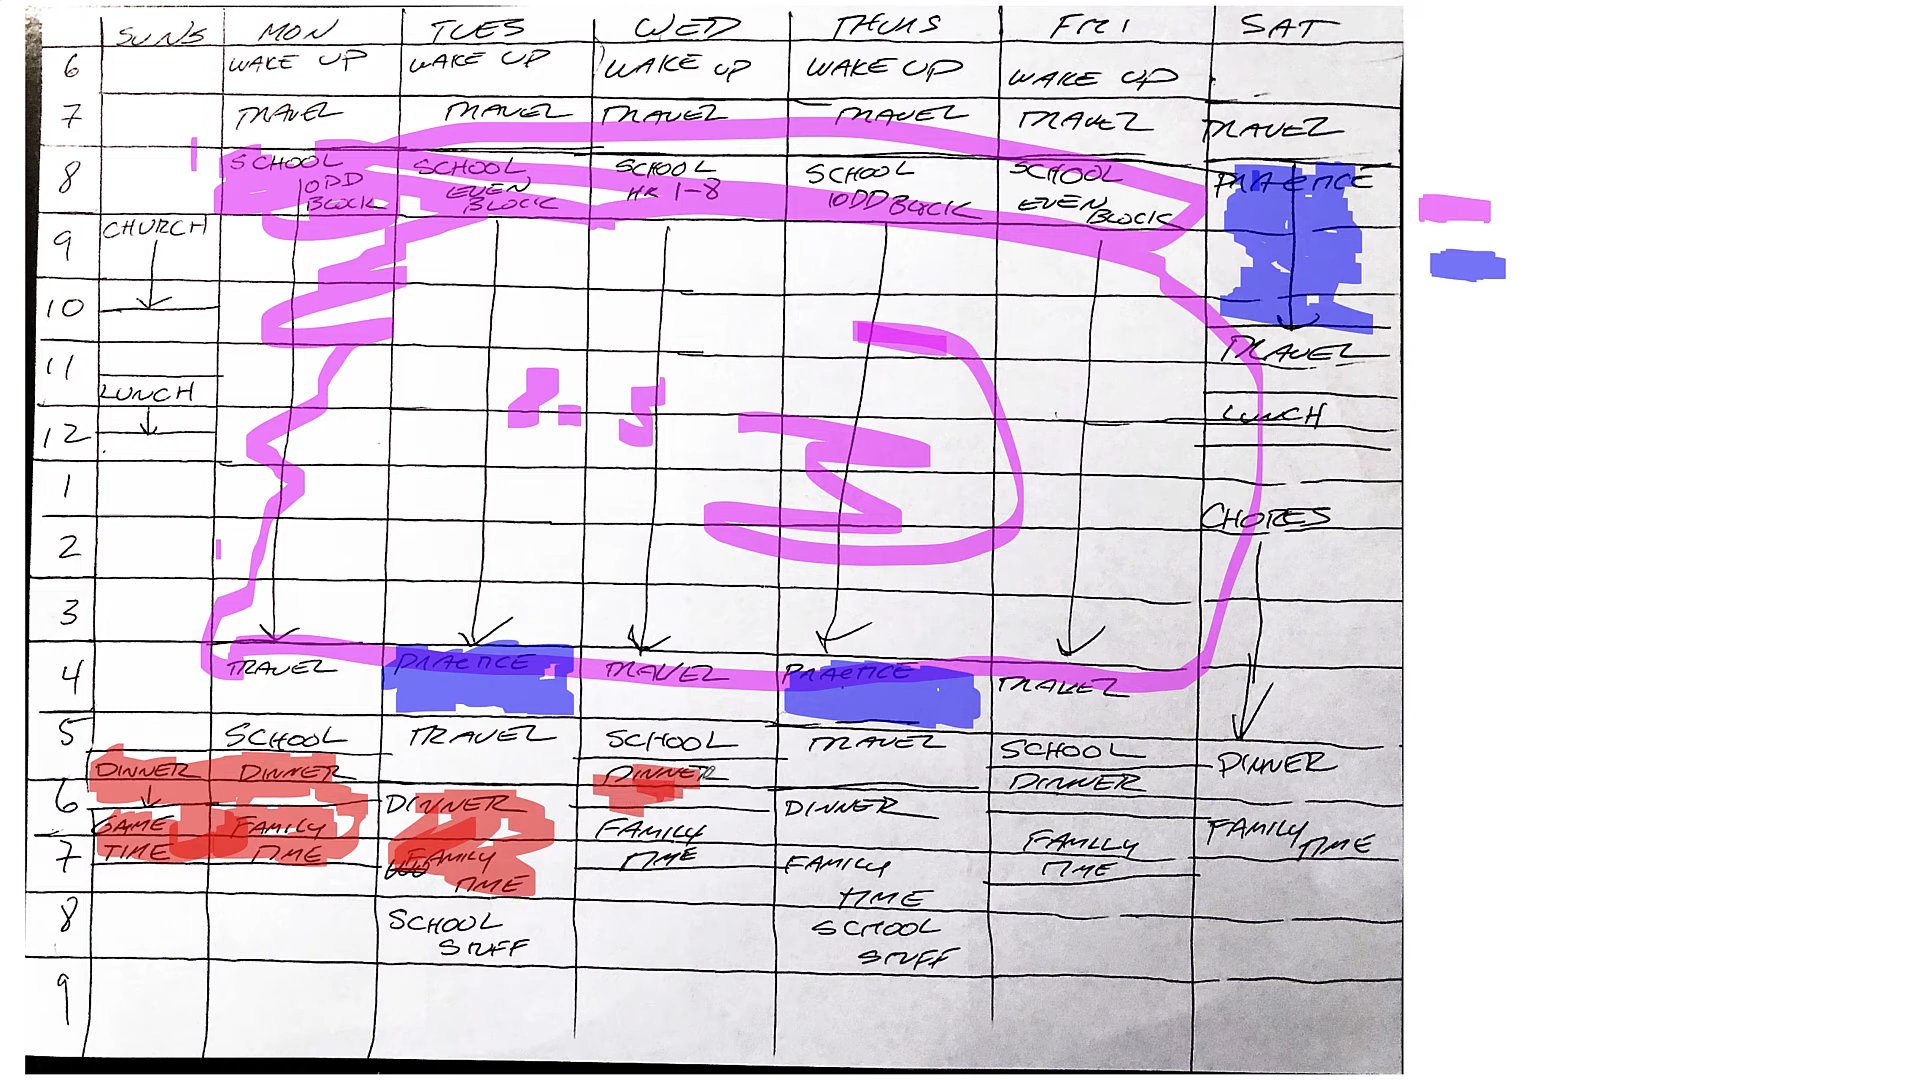 SUNS MON TUES WED THURS FRI SAT
6 WAKE UP WAKE UP WAKE UP WAKE UP WAKE UP
7 TRAVEL TRAVEL TRAVEL TRAVEL TRAVEL TRAVEL
8 SCHOOL SCHOOL SCHOOL SCHOOL SCHOOL PRACTICE
ODD EVEN HR 1-8 ODD BLOCK EVEN
BLOCK BLOCK BLOCK
9 CHURCH
10
11 TRAVEL
LUNCH LUNCH
12
1
CHORES
2
3
4 TRAVEL PRACTICE TRAVEL PRACTICE TRAVEL
5 SCHOOL TRAVEL SCHOOL TRAVEL SCHOOL
DINNER DINNER DINNER DINNER DINNER
6 DINNER DINNER
GAME FAMILY FAMILY FAMILY FAMILY
TIME TIME TIME TIME TIME
7 FAMILY FAMILY
TIME TIME
8 SCHOOL SCHOOL
STUFF STUFF
9